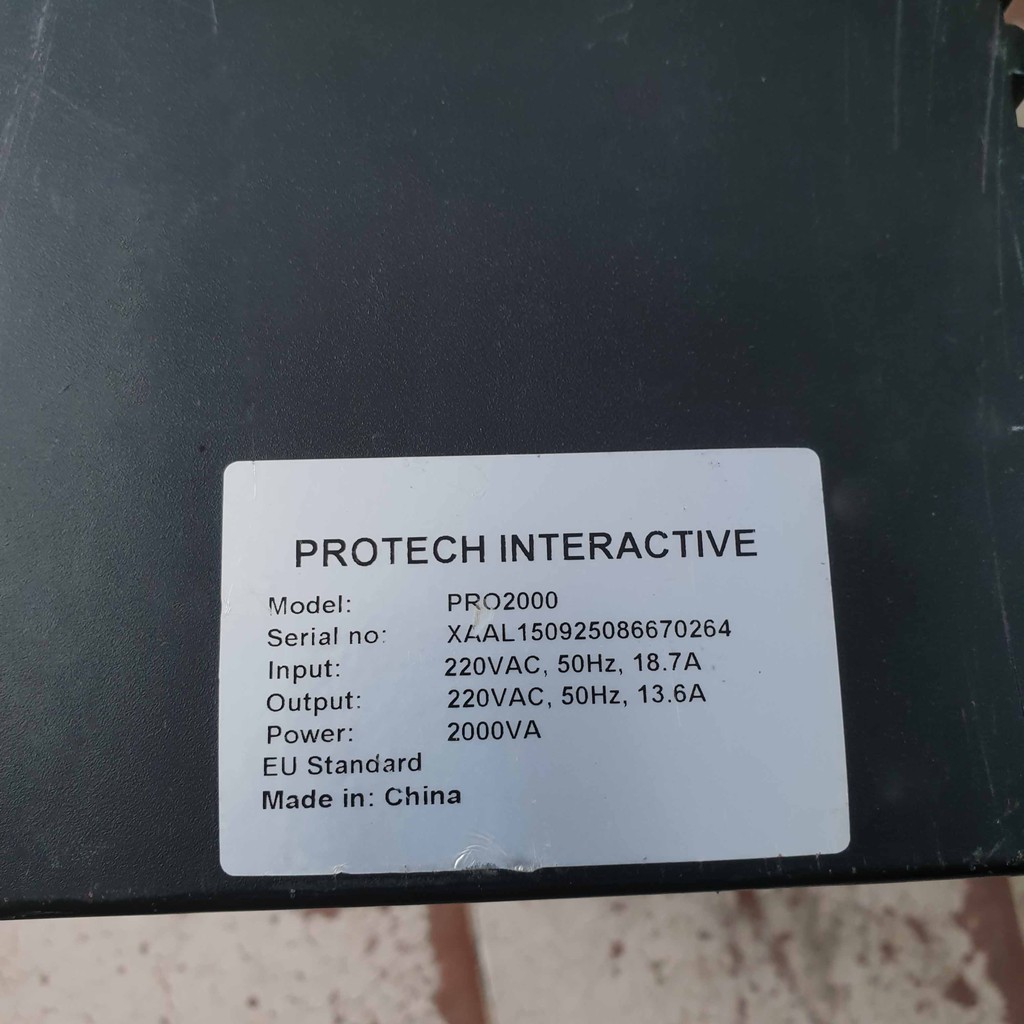 PROTECH INTERACTIVE
Model: PRO2000
Serial no: XAAL150925086670264
Input: 220VAC, 50Hz, 18.7A
Output: 220VAC, 50Hz, 13.6A
Power: 2000VA
EU Standard
Made in: China